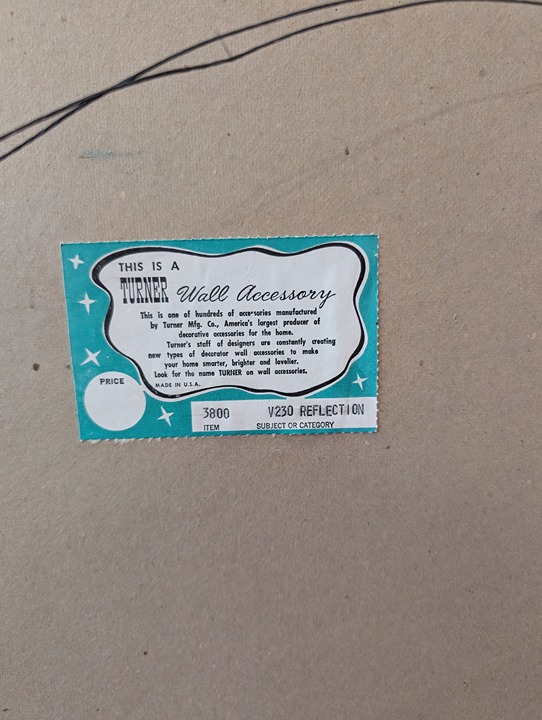 THIS IS A
TURNER Wall Accessory
This is one of hundreds of accessories manufactured
by Turner Mfg. Co., America's largest producer of
decorative accessories for the home.
Turner's staff of designers are constantly creating
new types of decorator wall accessories to make
your home smarter, brighter and lovelier.
Look for the name TURNER on wall accessories.
MADE IN U.S.A.
PRICE
3800 V230 REFLECTION
ITEM SUBJECT OR CATEGORY